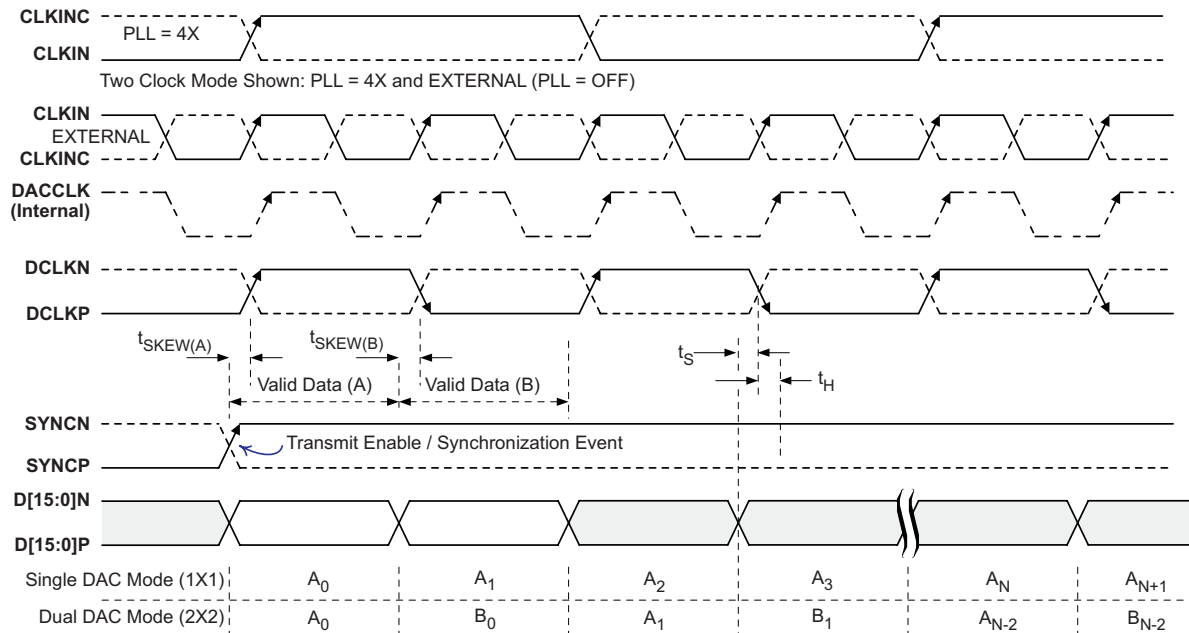 CLKINC
PLL = 4X
CLKIN
Two Clock Mode Shown: PLL = 4X and EXTERNAL (PLL = OFF)
CLKIN
EXTERNAL
CLKINC
DACCLK
(Internal)
DCLKN
DCLKP
tSKEW(A) tSKEW(B) tS
tH
Valid Data (A) Valid Data (B)
SYNCN
Transmit Enable / Synchronization Event
SYNCP
D[15:0]N
D[15:0]P
Single DAC Mode (1X1) A0 A1 A2 A3 AN AN+1
Dual DAC Mode (2X2) A0 B0 A1 B1 AN-2 BN-2